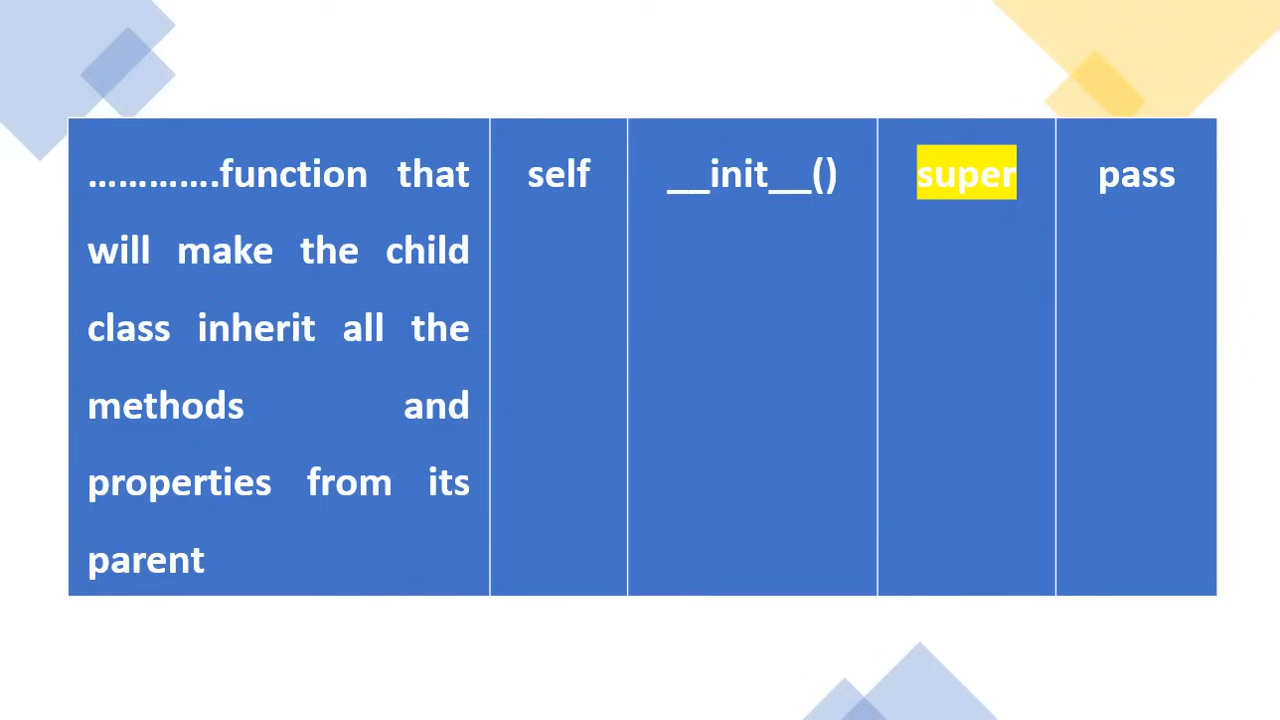 ………….function that self __init__() super pass
will make the child
class inherit all the
methods and
properties from its
parent